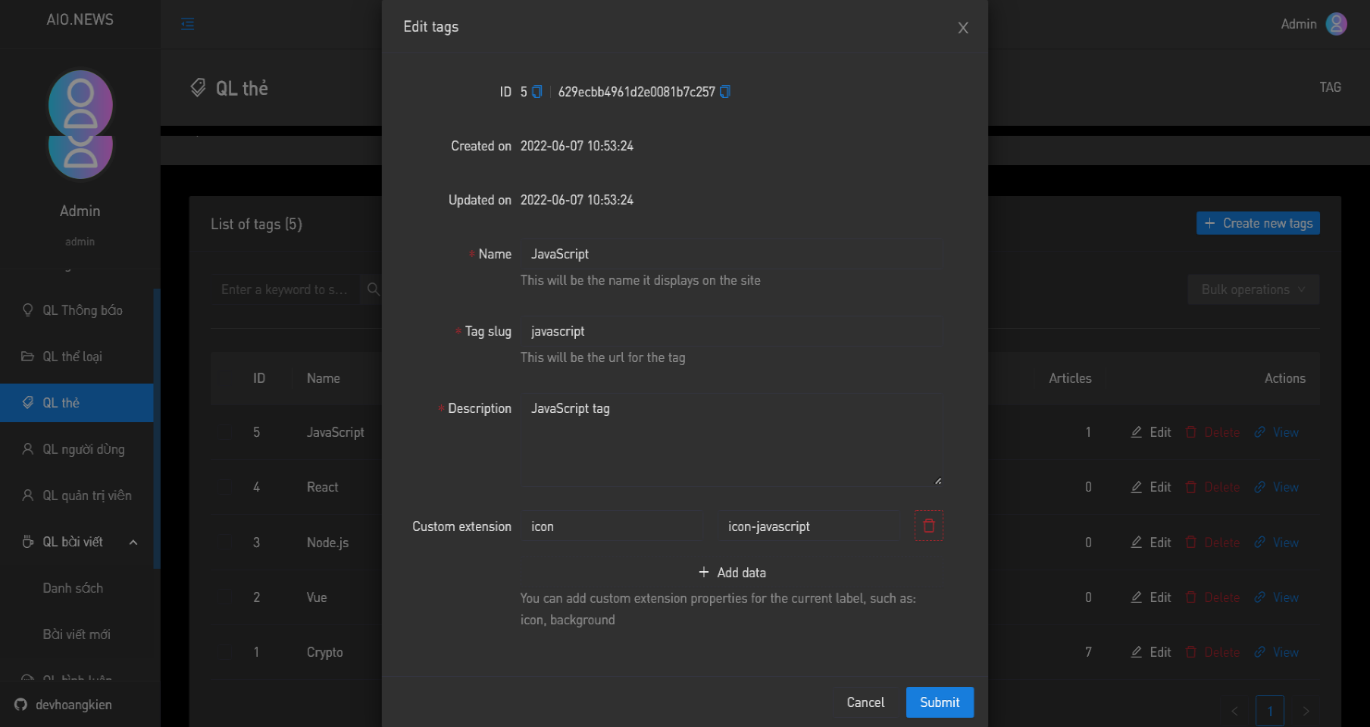 AIO.NEWS
Admin
QL thẻ
TAG
Admin
admin
QL Thông báo
QL thể loại
QL thẻ
QL người dùng
QL quản trị viên
QL bài viết
Danh sách
Bài viết mới
QL bình luận
devhoangkien
List of tags (5)
+ Create new tags
Enter a keyword to s...
Bulk operations
ID Name Articles Actions
5 JavaScript 1 Edit Delete View
4 React 0 Edit Delete View
3 Node.js 0 Edit Delete View
2 Vue 0 Edit Delete View
1 Crypto 7 Edit Delete View
< 1 >
Edit tags X
ID 5 | 629ecbb4961d2e0081b7c257
Created on 2022-06-07 10:53:24
Updated on 2022-06-07 10:53:24
* Name JavaScript
This will be the name it displays on the site
* Tag slug javascript
This will be the url for the tag
* Description JavaScript tag
Custom extension icon icon-javascript
+ Add data
You can add custom extension properties for the current label, such as:
icon, background
Cancel Submit